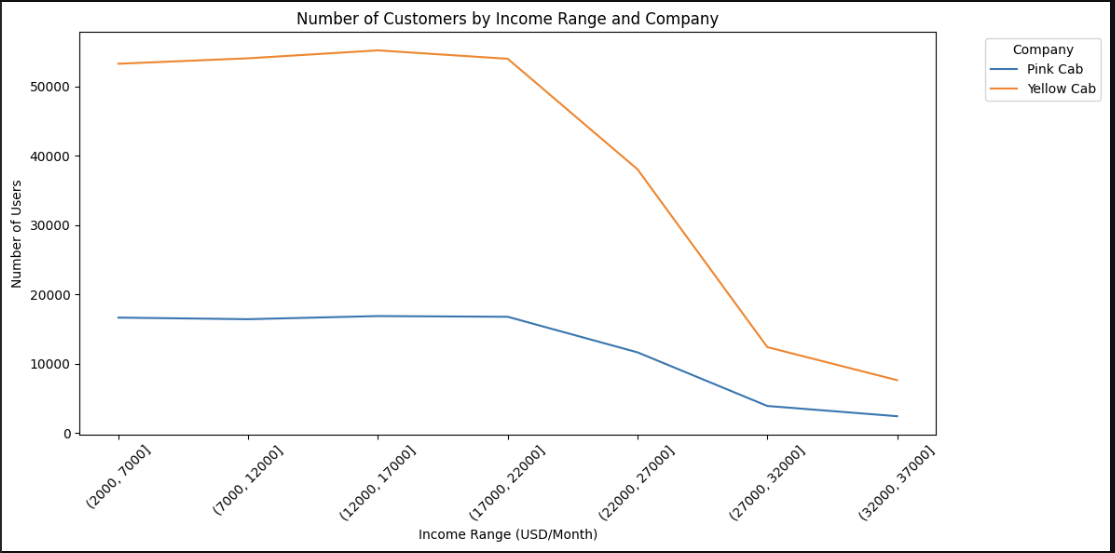 Number of Customers by Income Range and Company
Company
Pink Cab
Yellow Cab
Number of Users
50000
40000
30000
20000
10000
0
(2000, 7000]
(7000, 12000]
(12000, 17000]
(17000, 22000]
(22000, 27000]
(27000, 32000]
(32000, 37000]
Income Range (USD/Month)